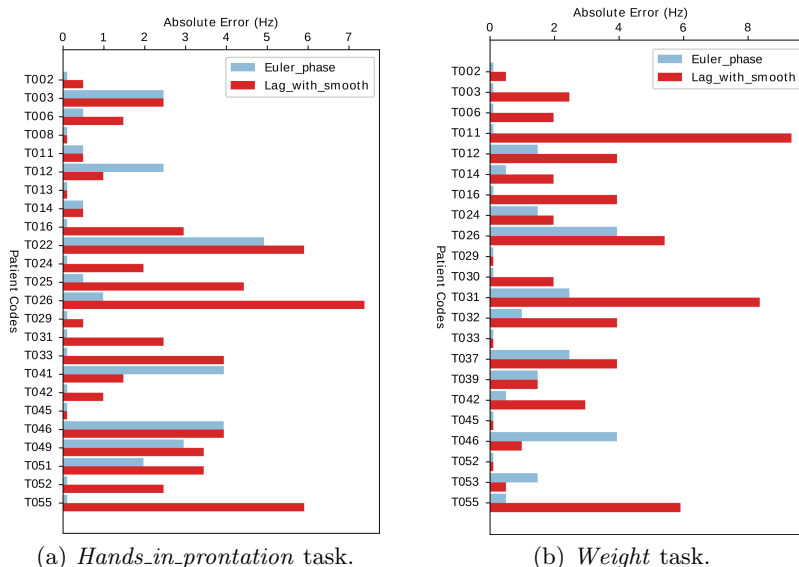 Absolute Error (Hz)
0 1 2 3 4 5 6 7
Euler_phase
Lag_with_smooth
Patient Codes
T002
T003
T006
T008
T011
T012
T013
T014
T016
T022
T024
T025
T026
T029
T031
T033
T041
T042
T045
T046
T049
T051
T052
T055
(a) Hands_in_prontation task.
Absolute Error (Hz)
0 2 4 6 8
Euler_phase
Lag_with_smooth
Patient Codes
T002
T003
T006
T011
T012
T014
T016
T024
T026
T029
T030
T031
T032
T033
T037
T039
T042
T045
T046
T052
T053
T055
(b) Weight task.